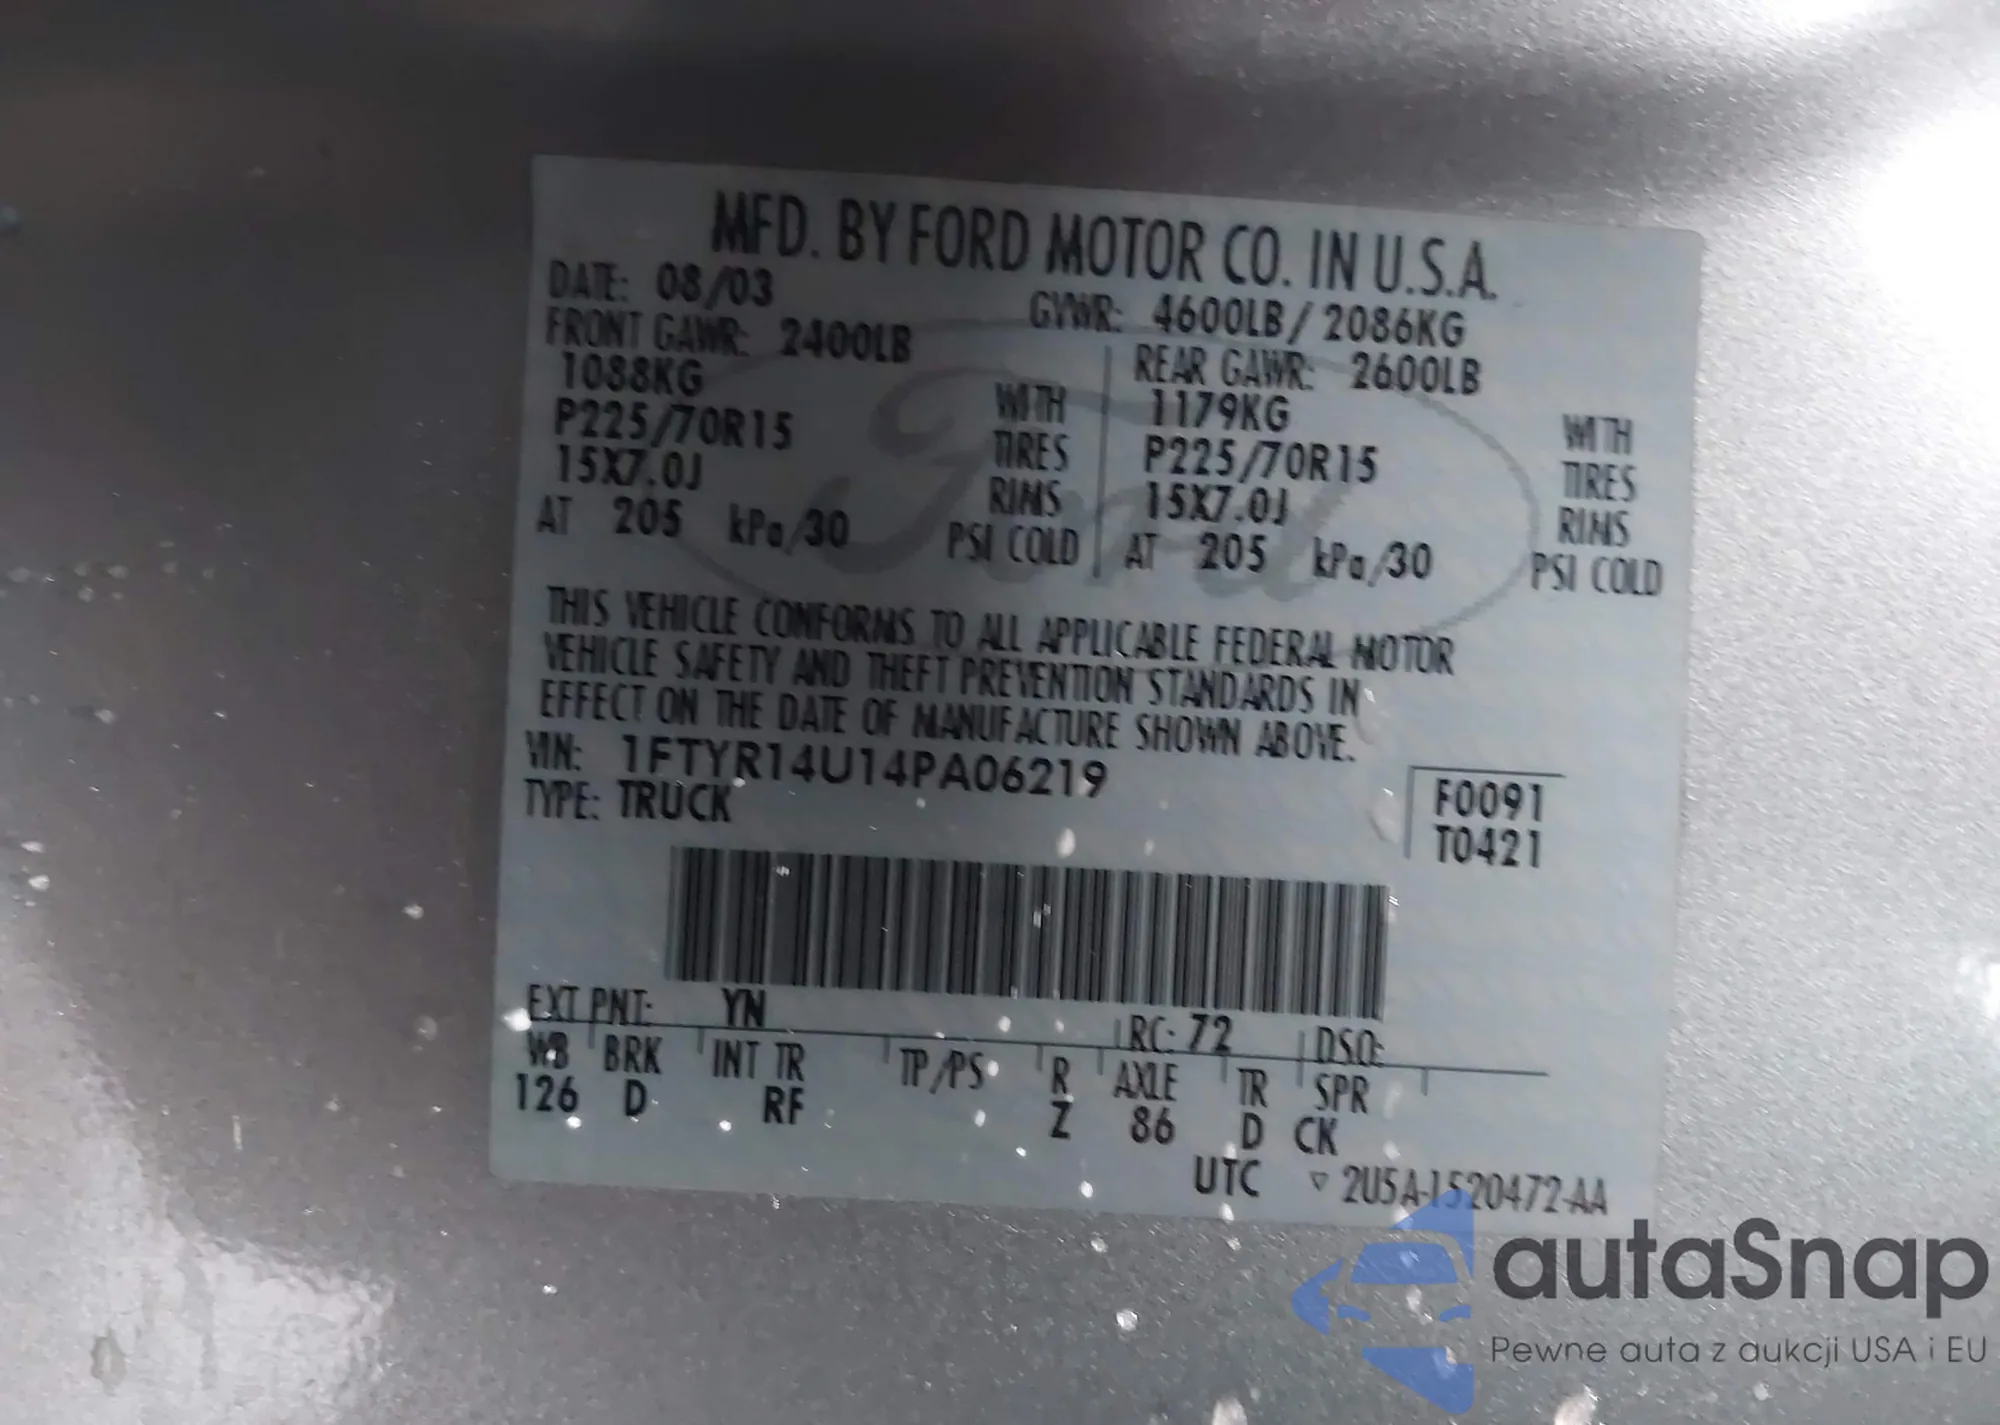 MFD. BY FORD MOTOR CO. IN U.S.A.
DATE: 08/03 GVWR: 4600LB / 2086KG
FRONT GAWR: 2400LB REAR GAWR: 2600LB
1088KG WITH 1179KG WITH
P225/70R15 TIRES P225/70R15 TIRES
15X7.0J RIMS 15X7.0J RIMS
AT 205 kPa/30 PSI COLD AT 205 kPa/30 PSI COLD
THIS VEHICLE CONFORMS TO ALL APPLICABLE FEDERAL MOTOR
VEHICLE SAFETY AND THEFT PREVENTION STANDARDS IN
EFFECT ON THE DATE OF MANUFACTURE SHOWN ABOVE.
VIN: 1FTYR14U14PA06219
TYPE: TRUCK
F0091
T0421
EXT PNT: YN RC: 72 DSO:
WB BRK INT TR TP/PS R AXLE TR SPR
126 D RF Z 86 D CK
UTC ▽ 2U5A-1520472-AA
Ford
autaSnap
Pewne auta z aukcji USA i EU